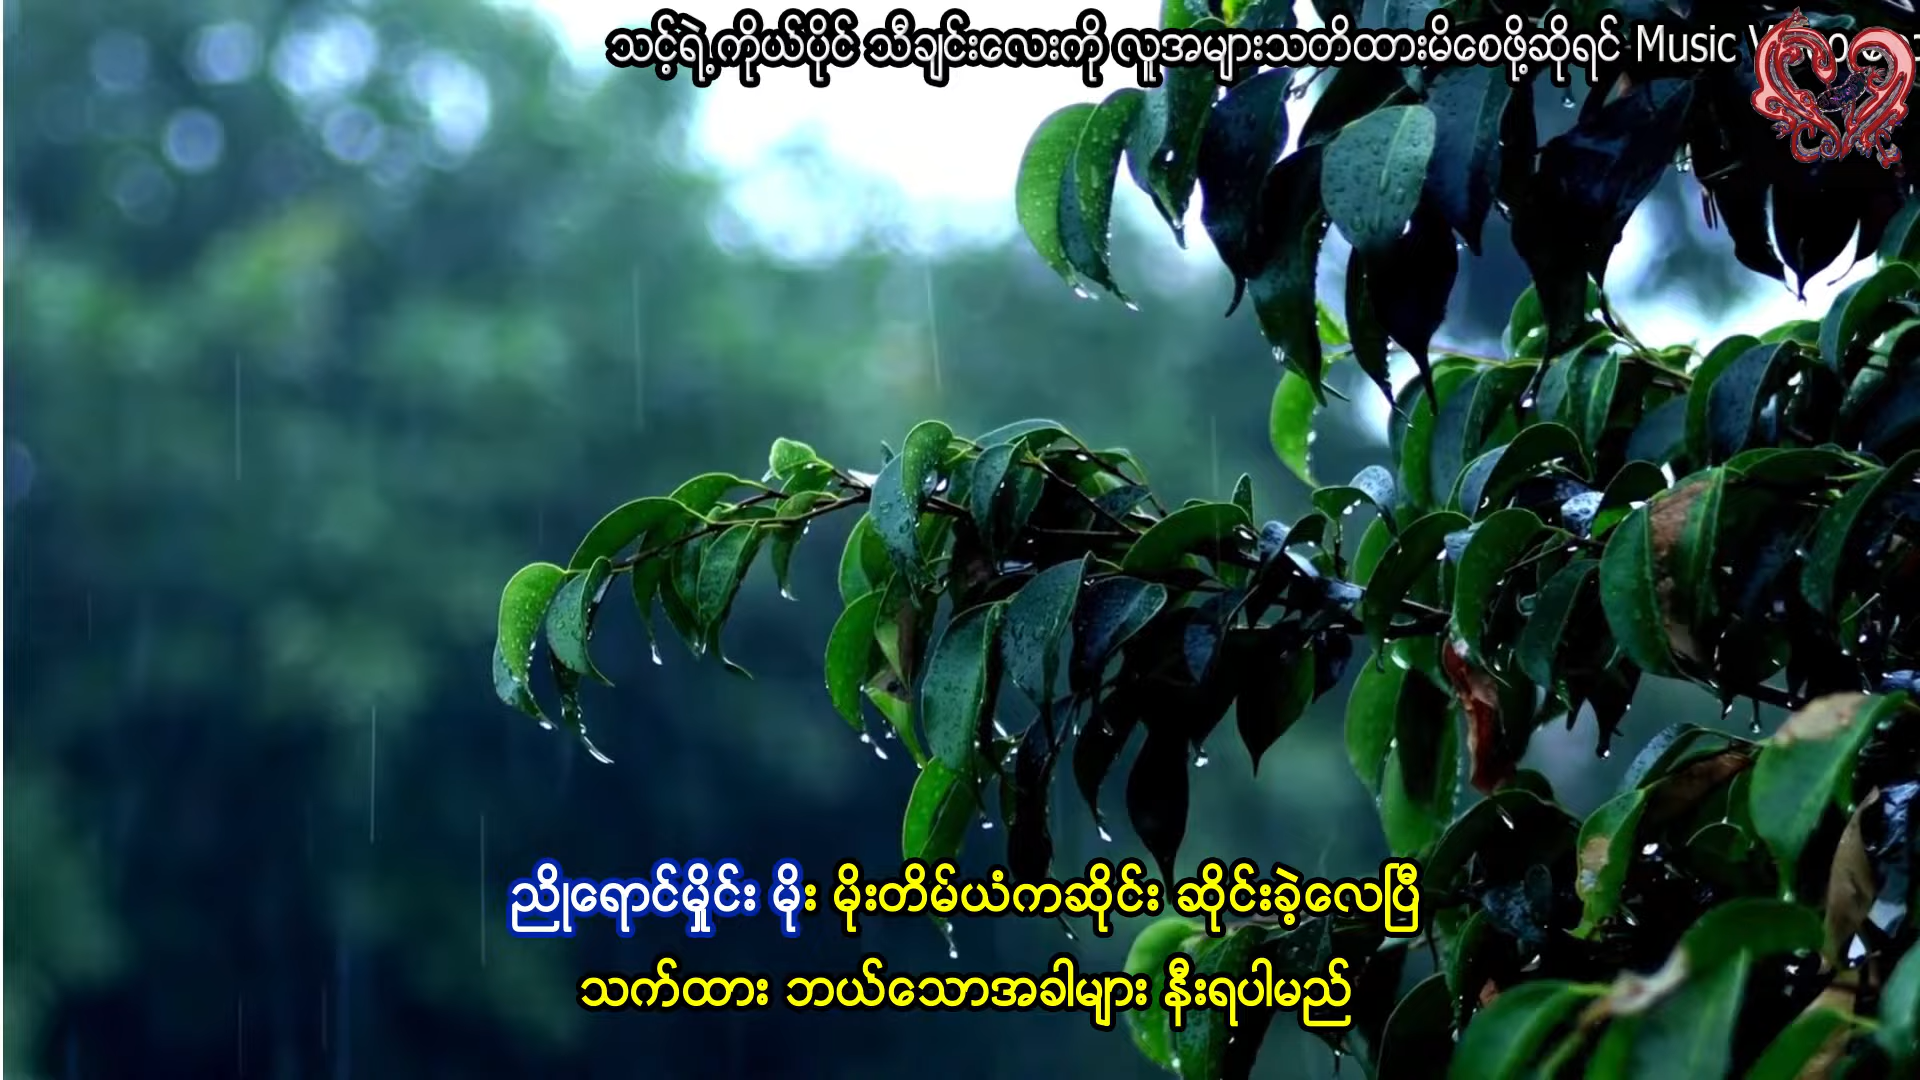 သင့်ရဲ့ကိုယ်ပိုင် သီချင်းလေးကို လူအများသတိထားမိစေဖို့ဆိုရင် Music
ညိုရောင်မှိုင်း မိုး မိုးတိမ်ယံကဆိုင်း ဆိုင်းခဲ့လေပြီ
သက်ထား ဘယ်သောအခါများ နီးရပါမည်